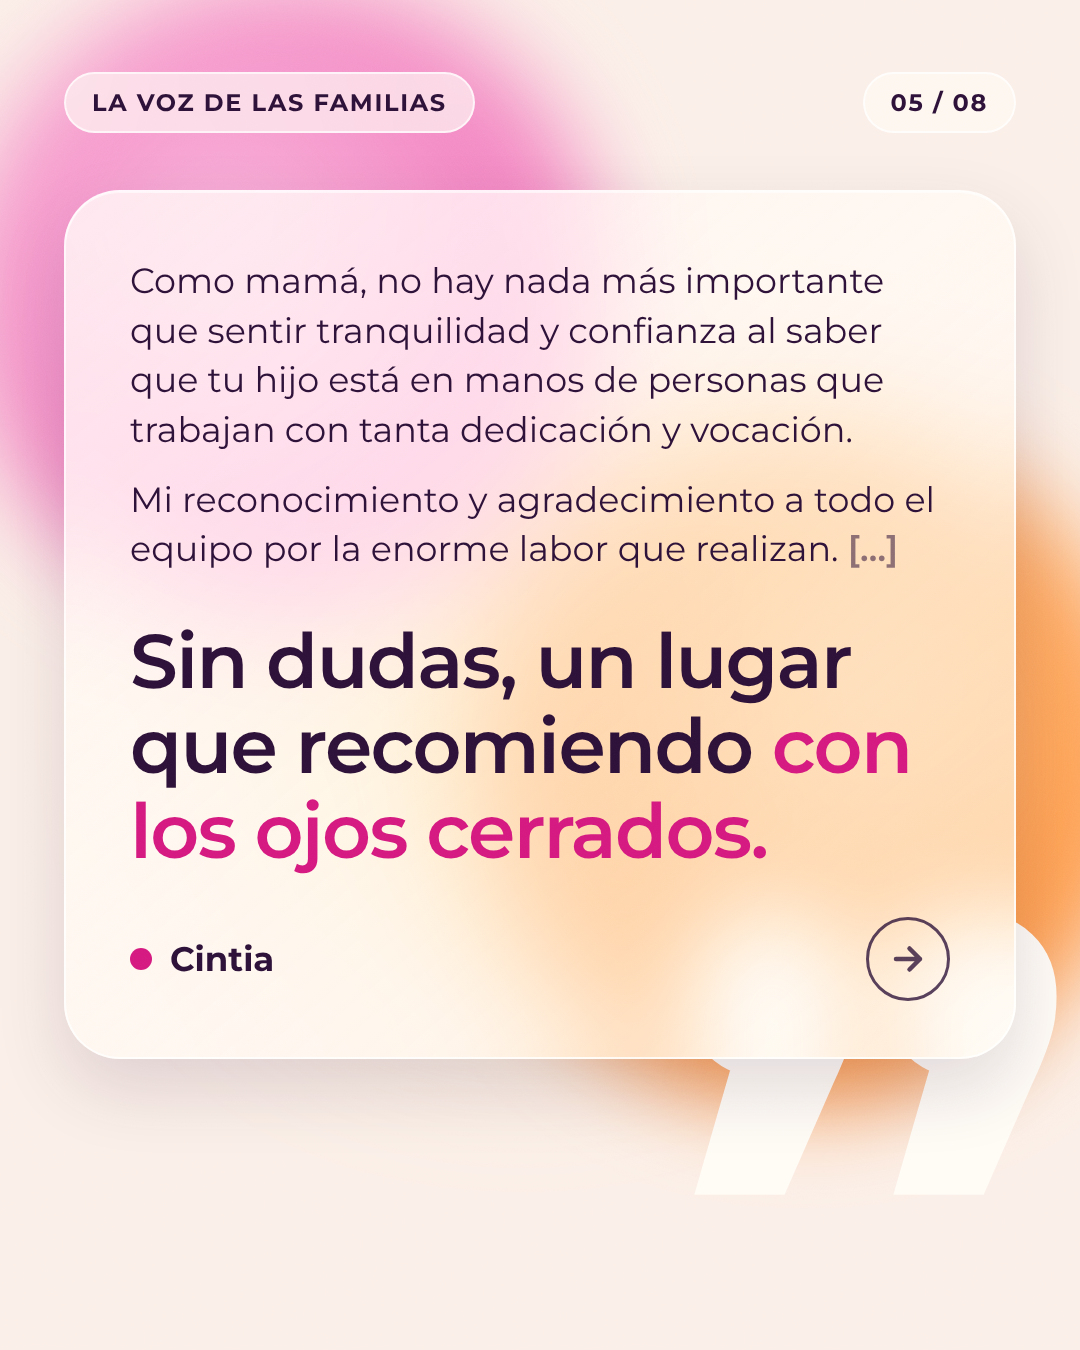 LA VOZ DE LAS FAMILIAS
05 / 08
Como mamá, no hay nada más importante
que sentir tranquilidad y confianza al saber
que tu hijo está en manos de personas que
trabajan con tanta dedicación y vocación.
Mi reconocimiento y agradecimiento a todo el
equipo por la enorme labor que realizan. [...]
Sin dudas, un lugar
que recomiendo con
los ojos cerrados.
Cintia